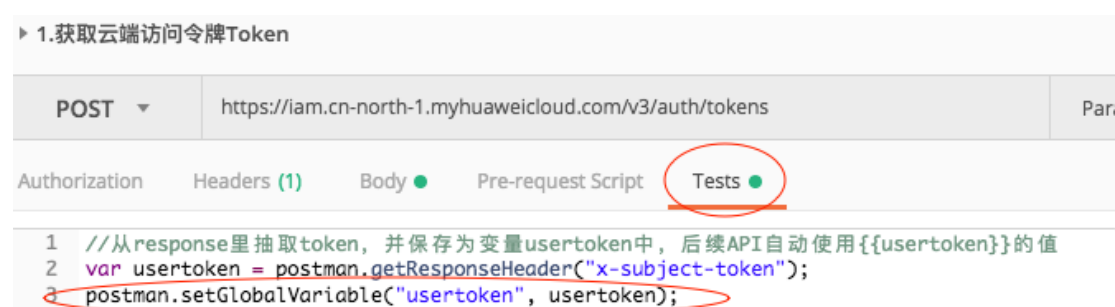 1.获取云端访问令牌Token
POST https://iam.cn-north-1.myhuaweicloud.com/v3/auth/tokens
Authorization Headers (1) Body Pre-request Script Tests
1 //从response里抽取token, 并保存为变量usertoken中, 后续API自动使用{{usertoken}}的值
2 var usertoken = postman.getResponseHeader("x-subject-token");
3 postman.setGlobalVariable("usertoken", usertoken);